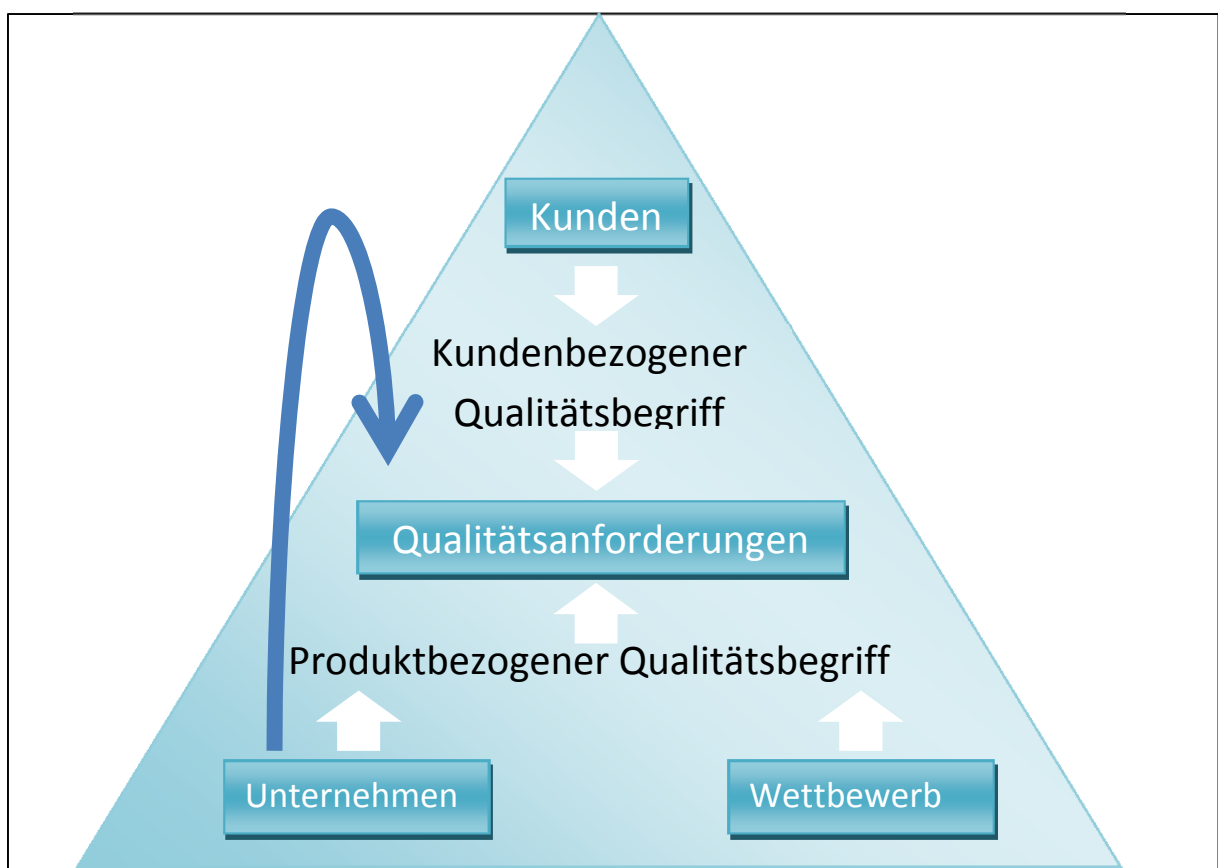 Kunden
Kundenbezogener
Qualitätsbegriff
Qualitätsanforderungen
Produktbezogener Qualitätsbegriff
Unternehmen
Wettbewerb